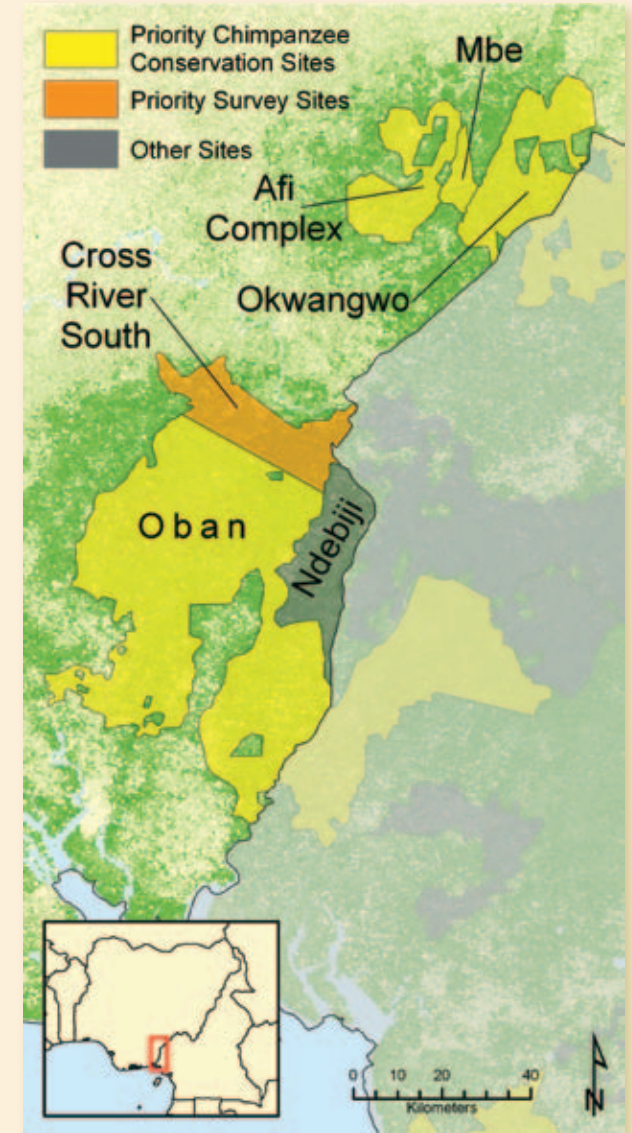 Priority Chimpanzee
Conservation Sites
Priority Survey Sites
Other Sites
Mbe
Afi
Complex
Cross
River
South
Okwangwo
Oban
Ndebiji
0 10 20 40
Kilometers
N